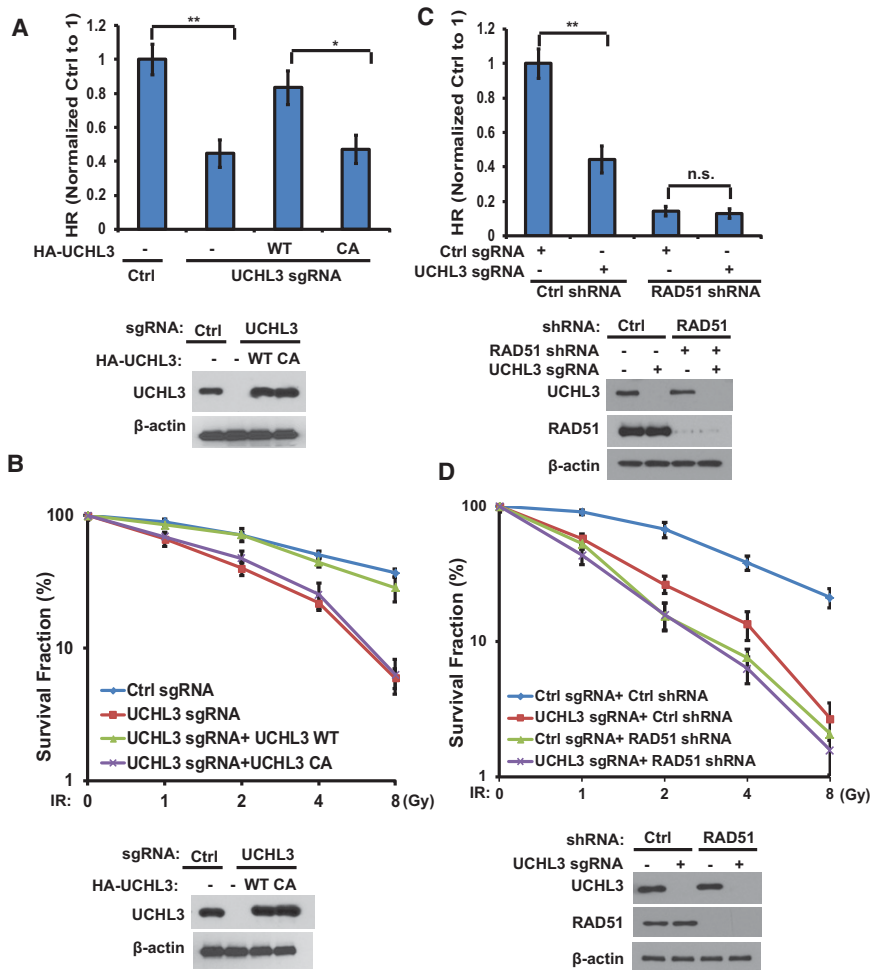 A
HR (Normalized Ctrl to 1)
1.2
1
0.8
0.6
0.4
0.2
0
**
*
HA-UCHL3
-
-
WT
CA
Ctrl
UCHL3 sgRNA
sgRNA: Ctrl UCHL3
HA-UCHL3: - - WT CA
UCHL3
β-actin
B
Survival Fraction (%)
100
10
1
Ctrl sgRNA
UCHL3 sgRNA
UCHL3 sgRNA+ UCHL3 WT
UCHL3 sgRNA+UCHL3 CA
IR: 0 1 2 4 8 (Gy)
sgRNA: Ctrl UCHL3
HA-UCHL3: - - WT CA
UCHL3
β-actin
C
HR (Normalized Ctrl to 1)
1.2
1
0.8
0.6
0.4
0.2
0
**
n.s.
Ctrl sgRNA + - + -
UCHL3 sgRNA - + - +
Ctrl shRNA RAD51 shRNA
shRNA: Ctrl RAD51
RAD51 shRNA - - + +
UCHL3 sgRNA - + - +
UCHL3
RAD51
β-actin
D
Survival Fraction (%)
100
10
1
Ctrl sgRNA+ Ctrl shRNA
UCHL3 sgRNA+ Ctrl shRNA
Ctrl sgRNA+ RAD51 shRNA
UCHL3 sgRNA+ RAD51 shRNA
IR: 0 1 2 4 8 (Gy)
shRNA: Ctrl RAD51
UCHL3 sgRNA - + - +
UCHL3
RAD51
β-actin